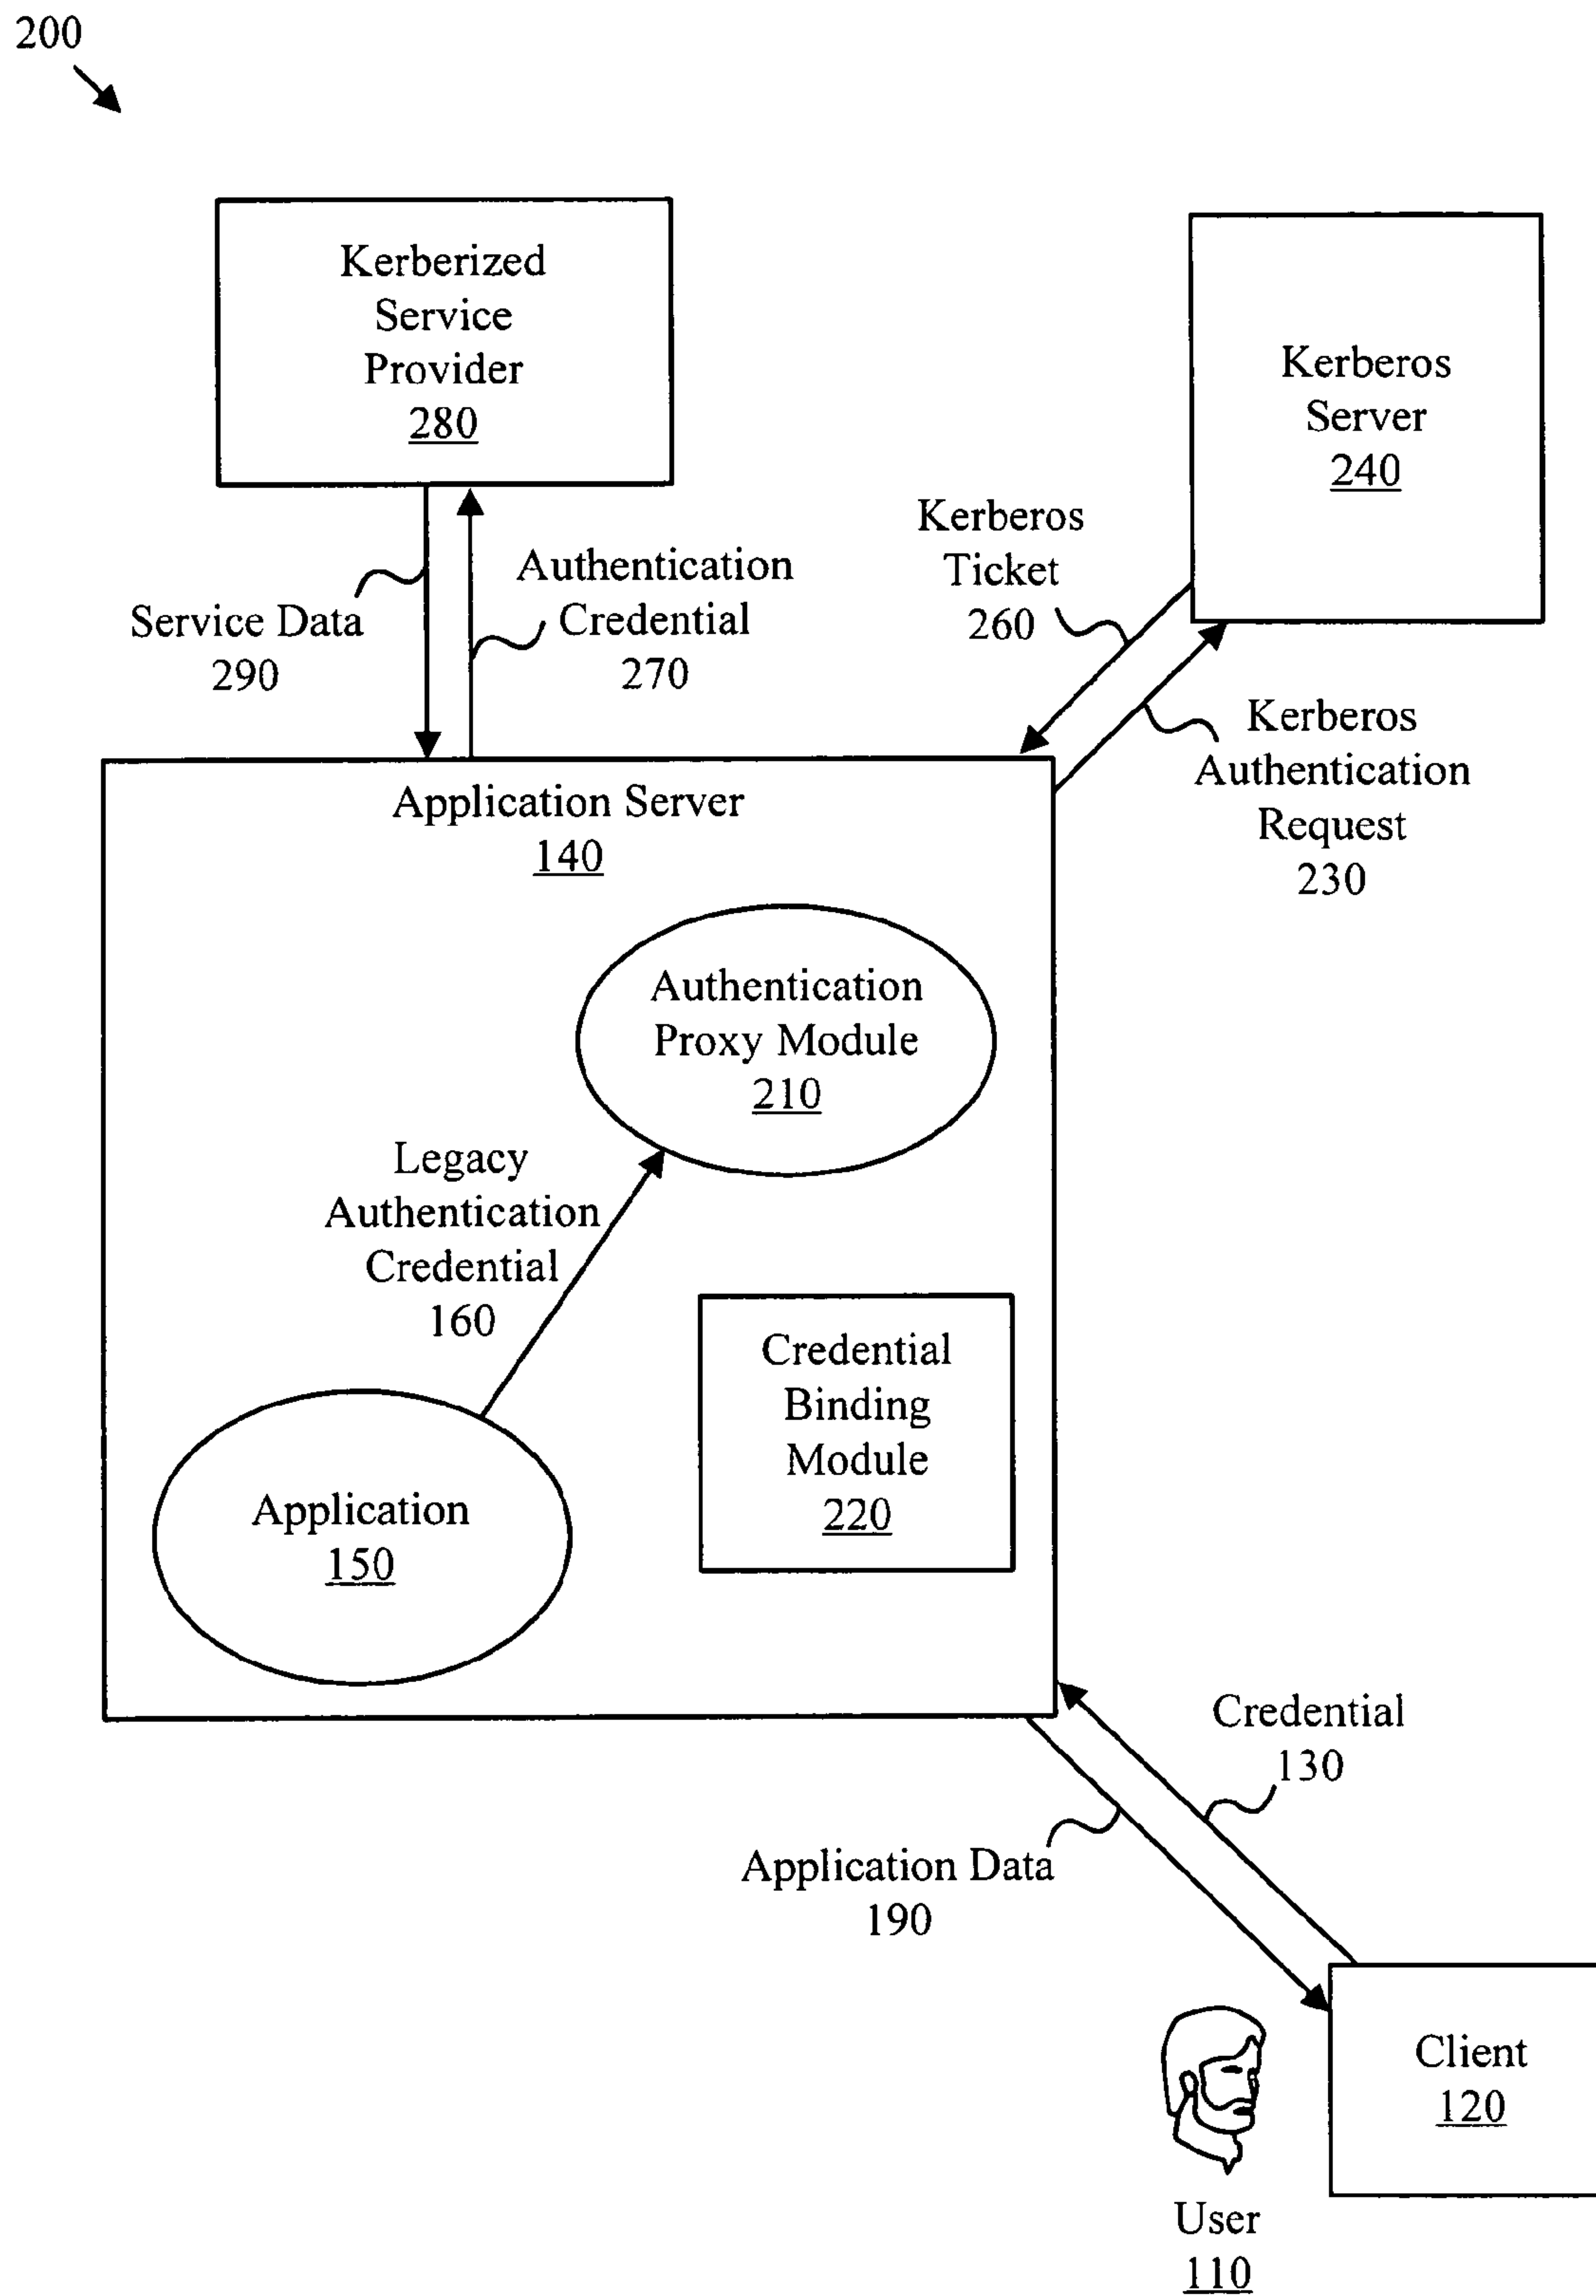 200
Kerberized
Service
Provider
280
Kerberos
Server
240
Kerberos
Ticket
260
Authentication
Credential
270
Service Data
290
Kerberos
Authentication
Request
230
Application Server
140
Authentication
Proxy Module
210
Legacy
Authentication
Credential
160
Credential
Binding
Module
220
Application
150
Credential
130
Application Data
190
Client
120
User
110